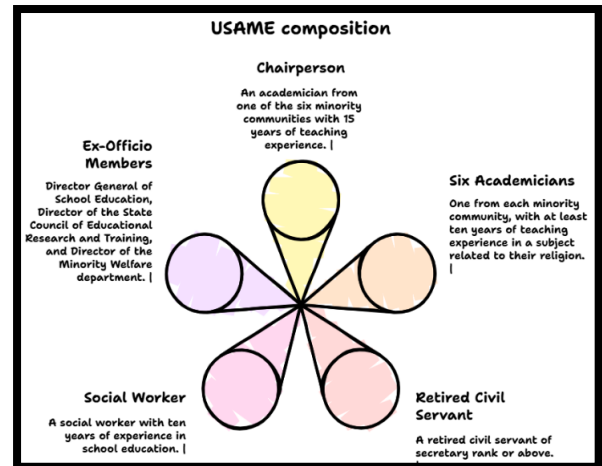 USAME composition
Chairperson
An academician from
one of the six minority
communities with 15
years of teaching
experience. |
Ex-Officio
Members
Director General of
School Education,
Director of the State
Council of Educational
Research and Training,
and Director of the
Minority Welfare
department. |
Six Academicians
One from each minority
community, with at least
ten years of teaching
experience in a subject
related to their religion.
|
Social Worker
A social worker with ten
years of experience in
school education. |
Retired Civil
Servant
A retired civil servant of
secretary rank or above.